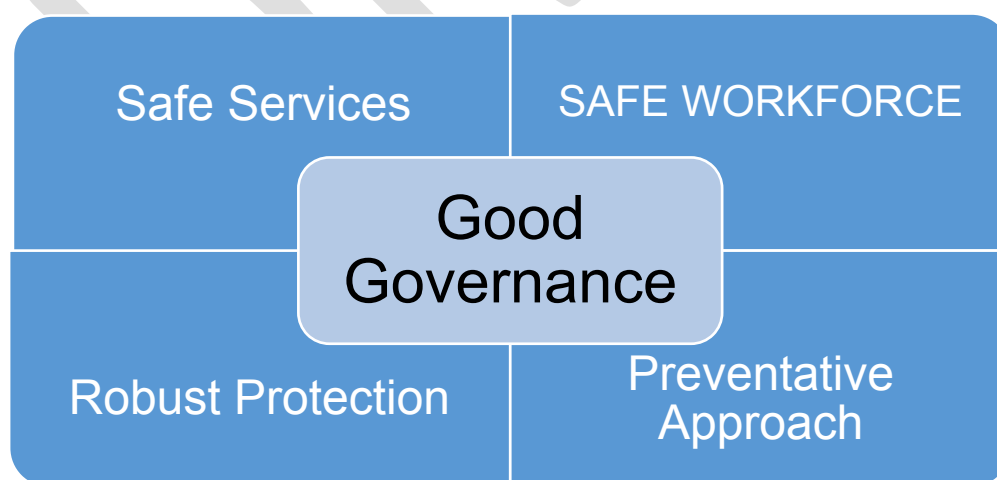 Safe Services
SAFE WORKFORCE
Good
Governance
Robust Protection
Preventative
Approach